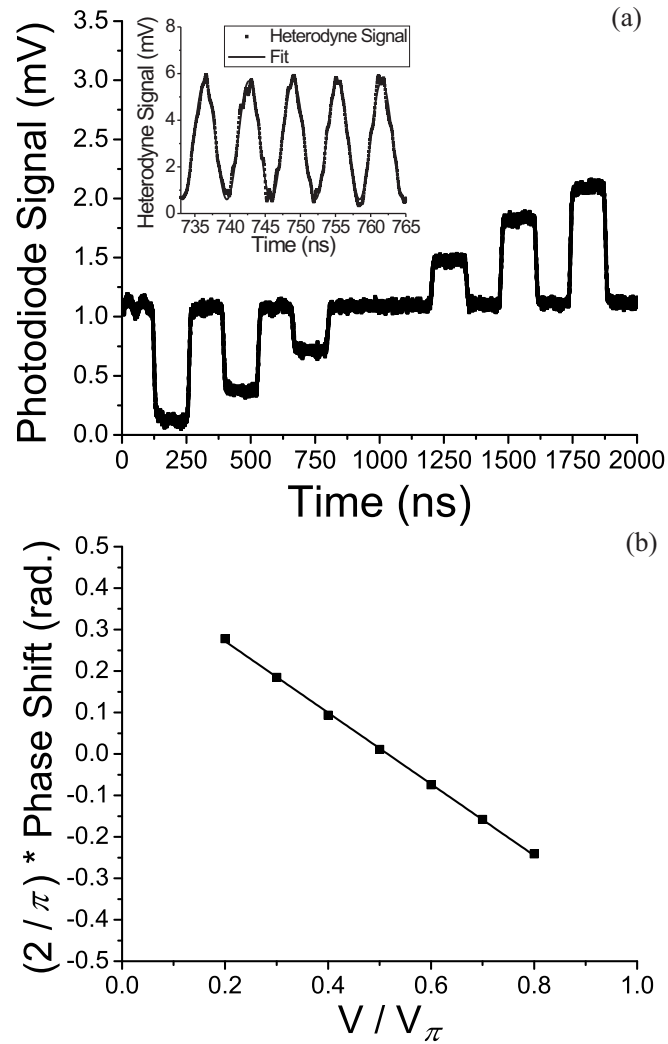 (a)
Photodiode Signal (mV)
3.5
3.0
2.5
2.0
1.5
1.0
0.5
0.0
0 250 500 750 1000 1250 1500 1750 2000
Time (ns)
Heterodyne Signal (mV)
8
6
4
2
0
Heterodyne Signal
Fit
735 740 745 750 755 760 765
Time (ns)
(b)
(2 / π) * Phase Shift (rad.)
0.5
0.4
0.3
0.2
0.1
0.0
-0.1
-0.2
-0.3
-0.4
-0.5
0.0 0.2 0.4 0.6 0.8 1.0
V / Vπ